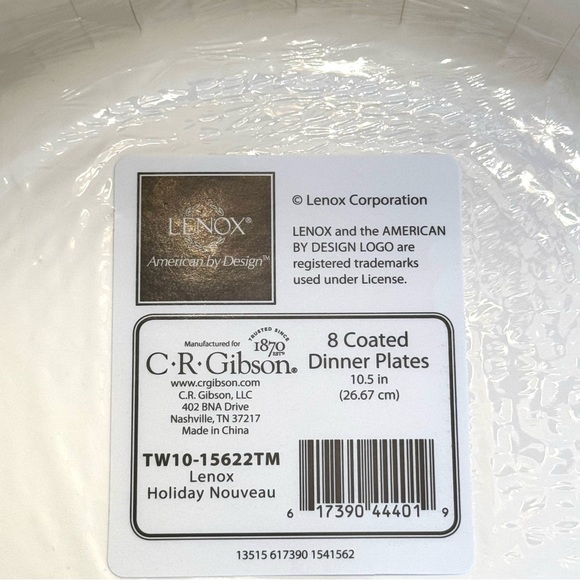 LENOX®
American by Design™
© Lenox Corporation
LENOX and the AMERICAN
BY DESIGN LOGO are
registered trademarks
used under License.
Manufactured for
TRUSTED SINCE
1870
EST'D
C·R·Gibson®
www.crgibson.com
C.R. Gibson, LLC
402 BNA Drive
Nashville, TN 37217
Made in China
8 Coated
Dinner Plates
10.5 in
(26.67 cm)
TW10-15622TM
Lenox
Holiday Nouveau
6 17390 44401 9
13515 617390 1541562